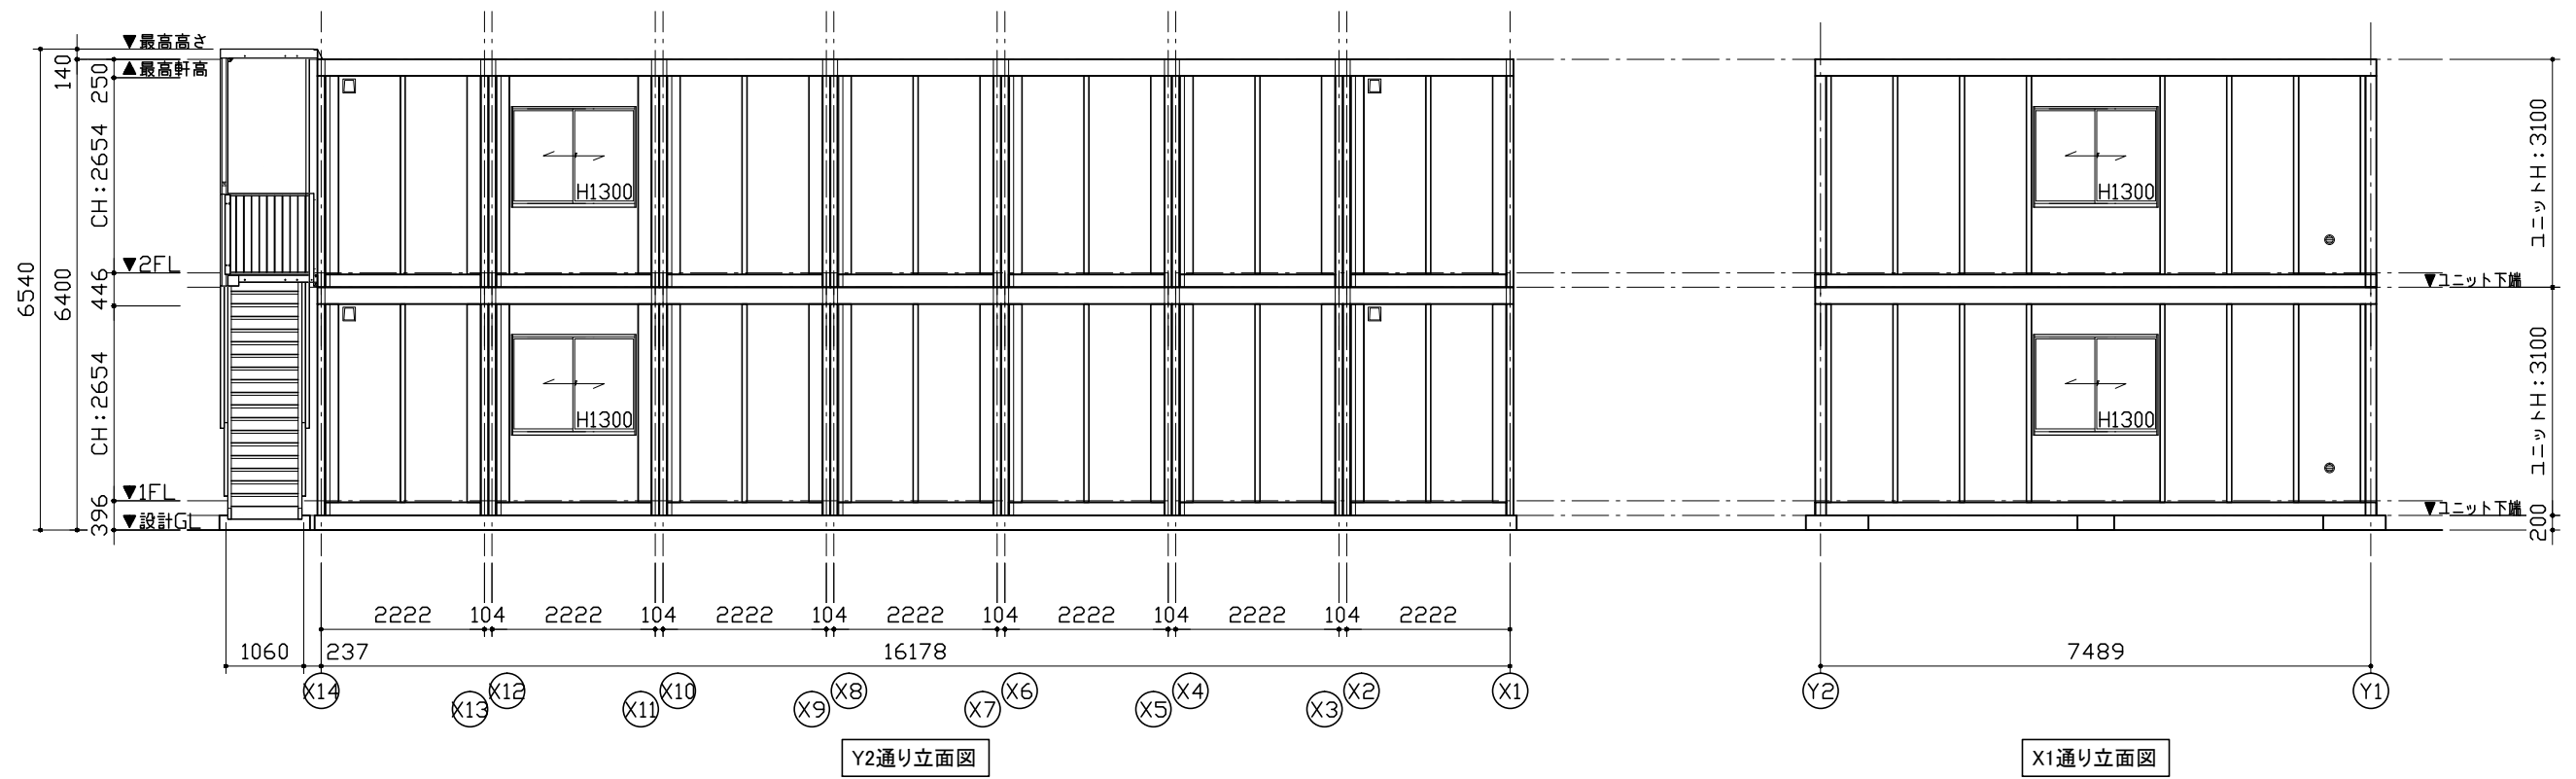 ▼最高高さ
▲最高軒高
140
250
CH:2654
6540
6400
▼2FL
446
CH:2654
▼1FL
396
▼設計GL
H1300
H1300
H1300
H1300
ユニットH:3100
▼ユニット下端
ユニットH:3100
▼ユニット下端
200
2222 104 2222 104 2222 104 2222 104 2222 104 2222 104 2222
1060 237 16178
7489
X14 X12 X10 X8 X6 X4 X2 X1
X13 X11 X9 X7 X5 X3
Y2 Y1
Y2通り立面図
X1通り立面図